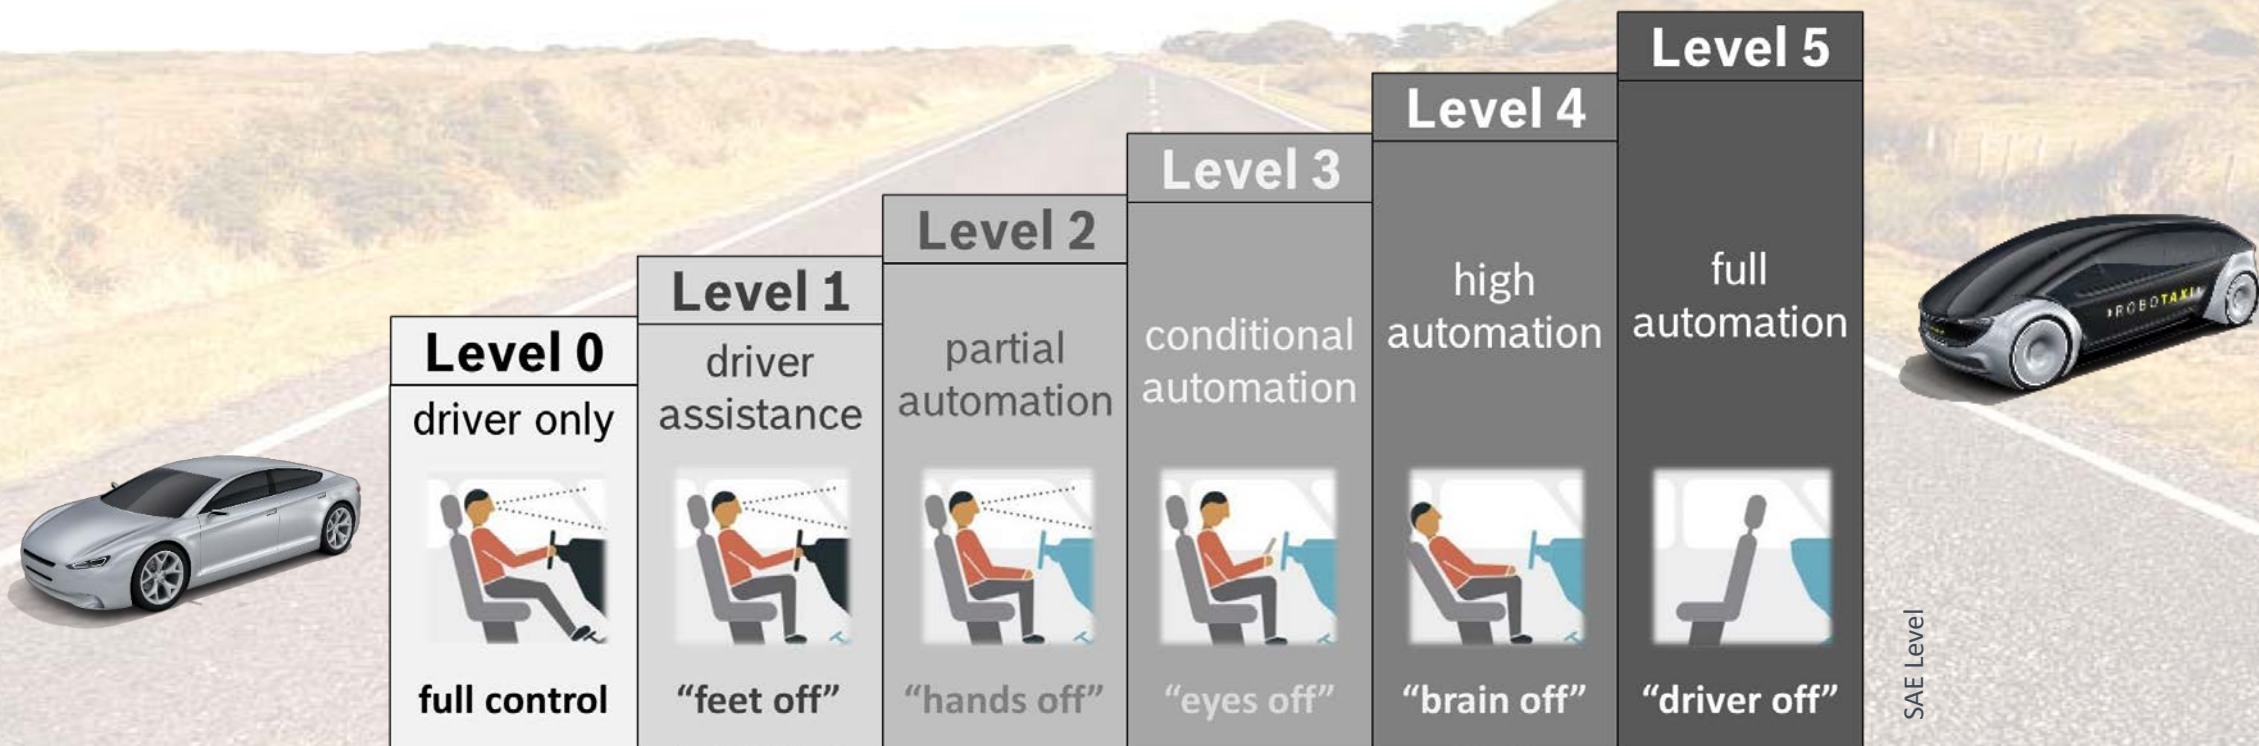 Level 0
driver only
full control
Level 1
driver
assistance
“feet off”
Level 2
partial
automation
“hands off”
Level 3
conditional
automation
“eyes off”
Level 4
high
automation
“brain off”
Level 5
full
automation
“driver off”
ROBOTAXI
SAE Level